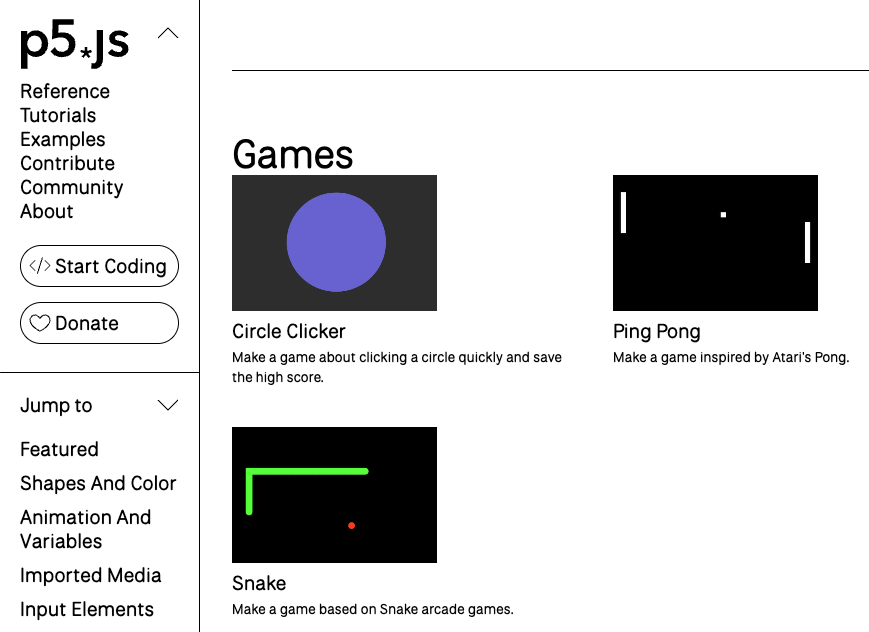 p5*js
Reference
Tutorials
Examples
Contribute
Community
About
</> Start Coding
Donate
Jump to
Featured
Shapes And Color
Animation And
Variables
Imported Media
Input Elements
Games
Circle Clicker
Make a game about clicking a circle quickly and save
the high score.
Ping Pong
Make a game inspired by Atari's Pong.
Snake
Make a game based on Snake arcade games.